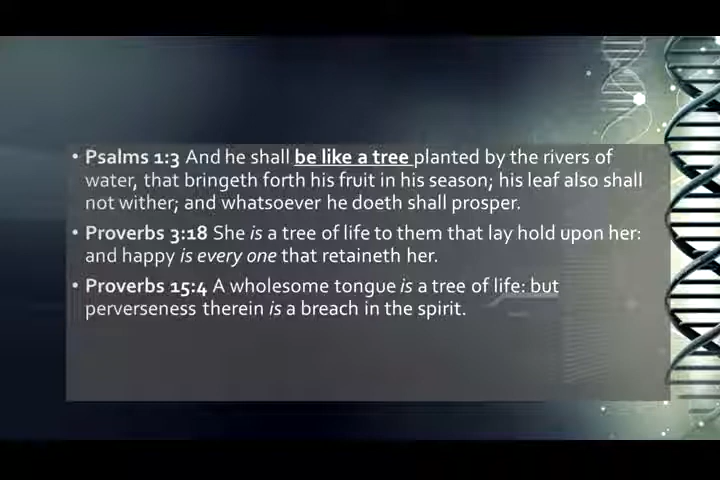 • Psalms 1:3 And he shall be like a tree planted by the rivers of
water, that bringeth forth his fruit in his season; his leaf also shall
not wither; and whatsoever he doeth shall prosper.
• Proverbs 3:18 She is a tree of life to them that lay hold upon her:
and happy is every one that retaineth her.
• Proverbs 15:4 A wholesome tongue is a tree of life: but
perverseness therein is a breach in the spirit.